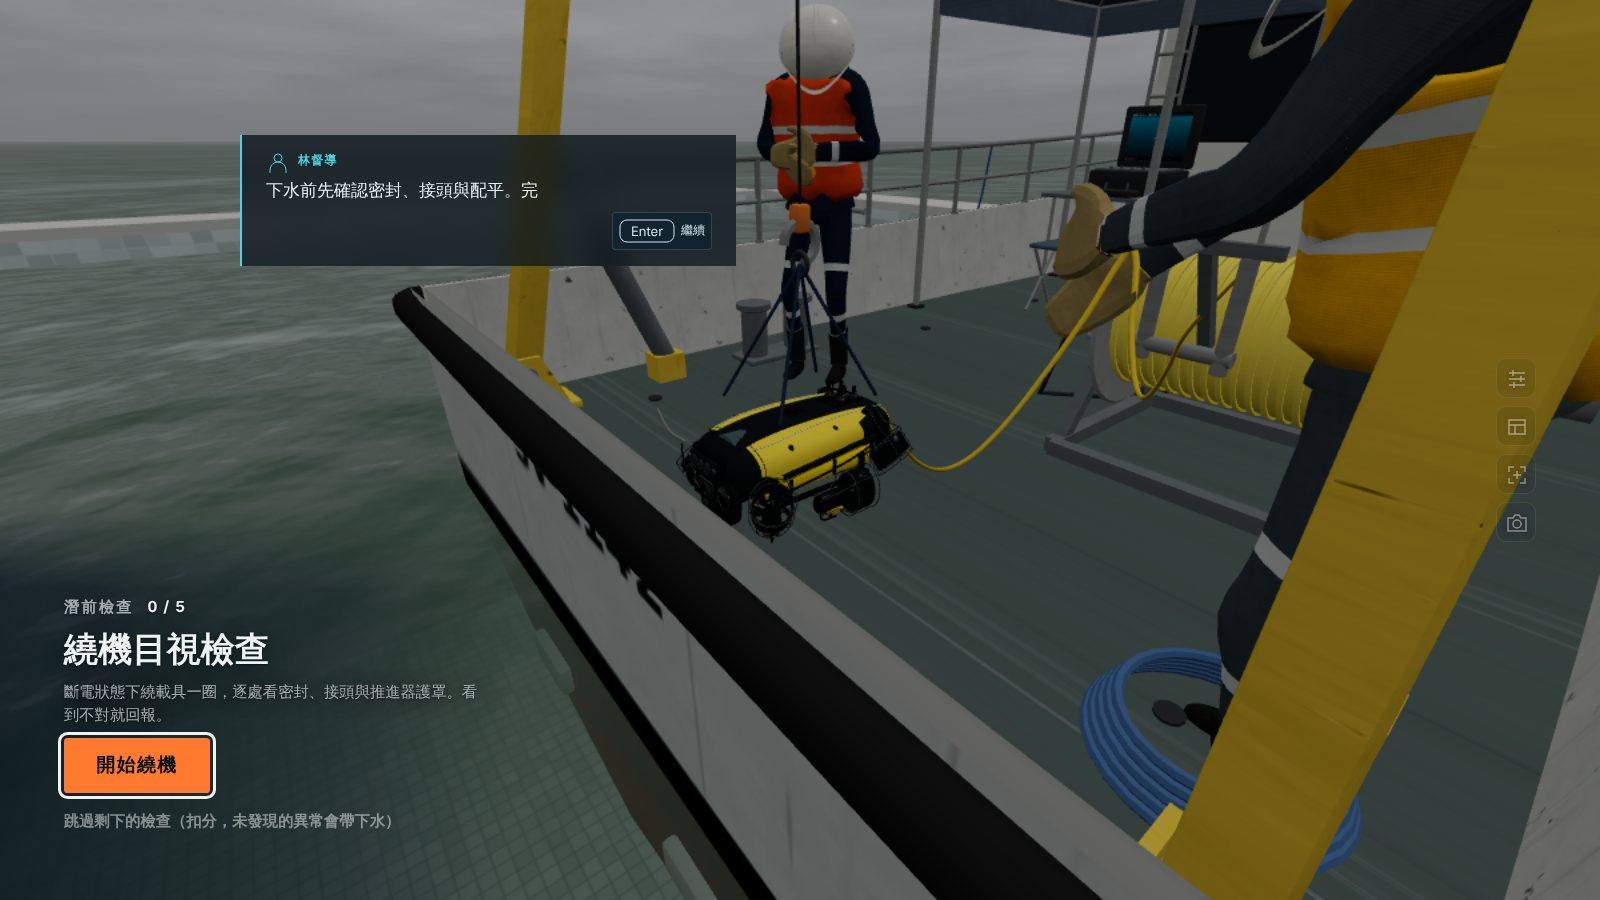 林督導
下水前先確認密封、接頭與配平。完
Enter 繼續
潛前檢查 0 / 5
繞機目視檢查
斷電狀態下繞載具一圈，逐處看密封、接頭與推進器護罩。看
到不對就回報。
開始繞機
跳過剩下的檢查（扣分，未發現的異常會帶下水）